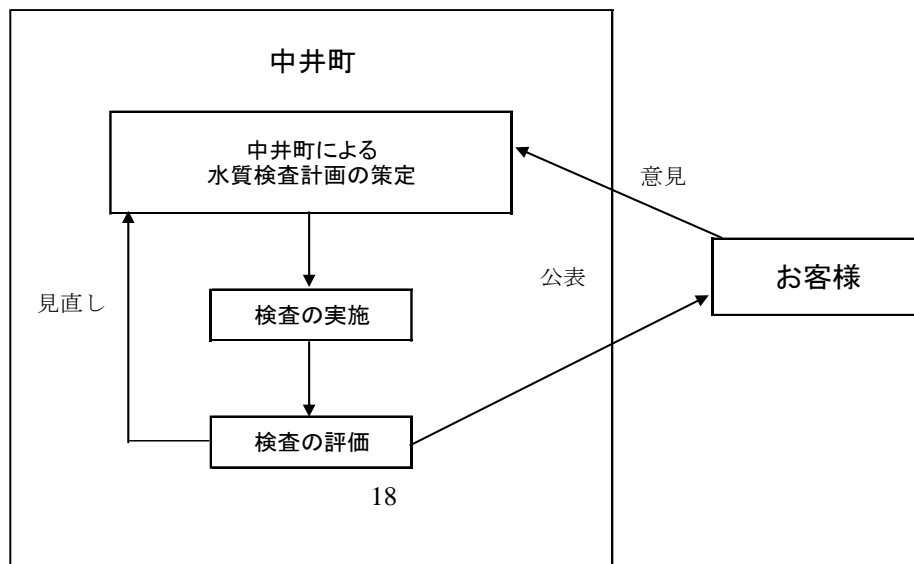 中井町
中井町による
水質検査計画の策定
意見
お客様
公表
見直し
検査の実施
検査の評価
18